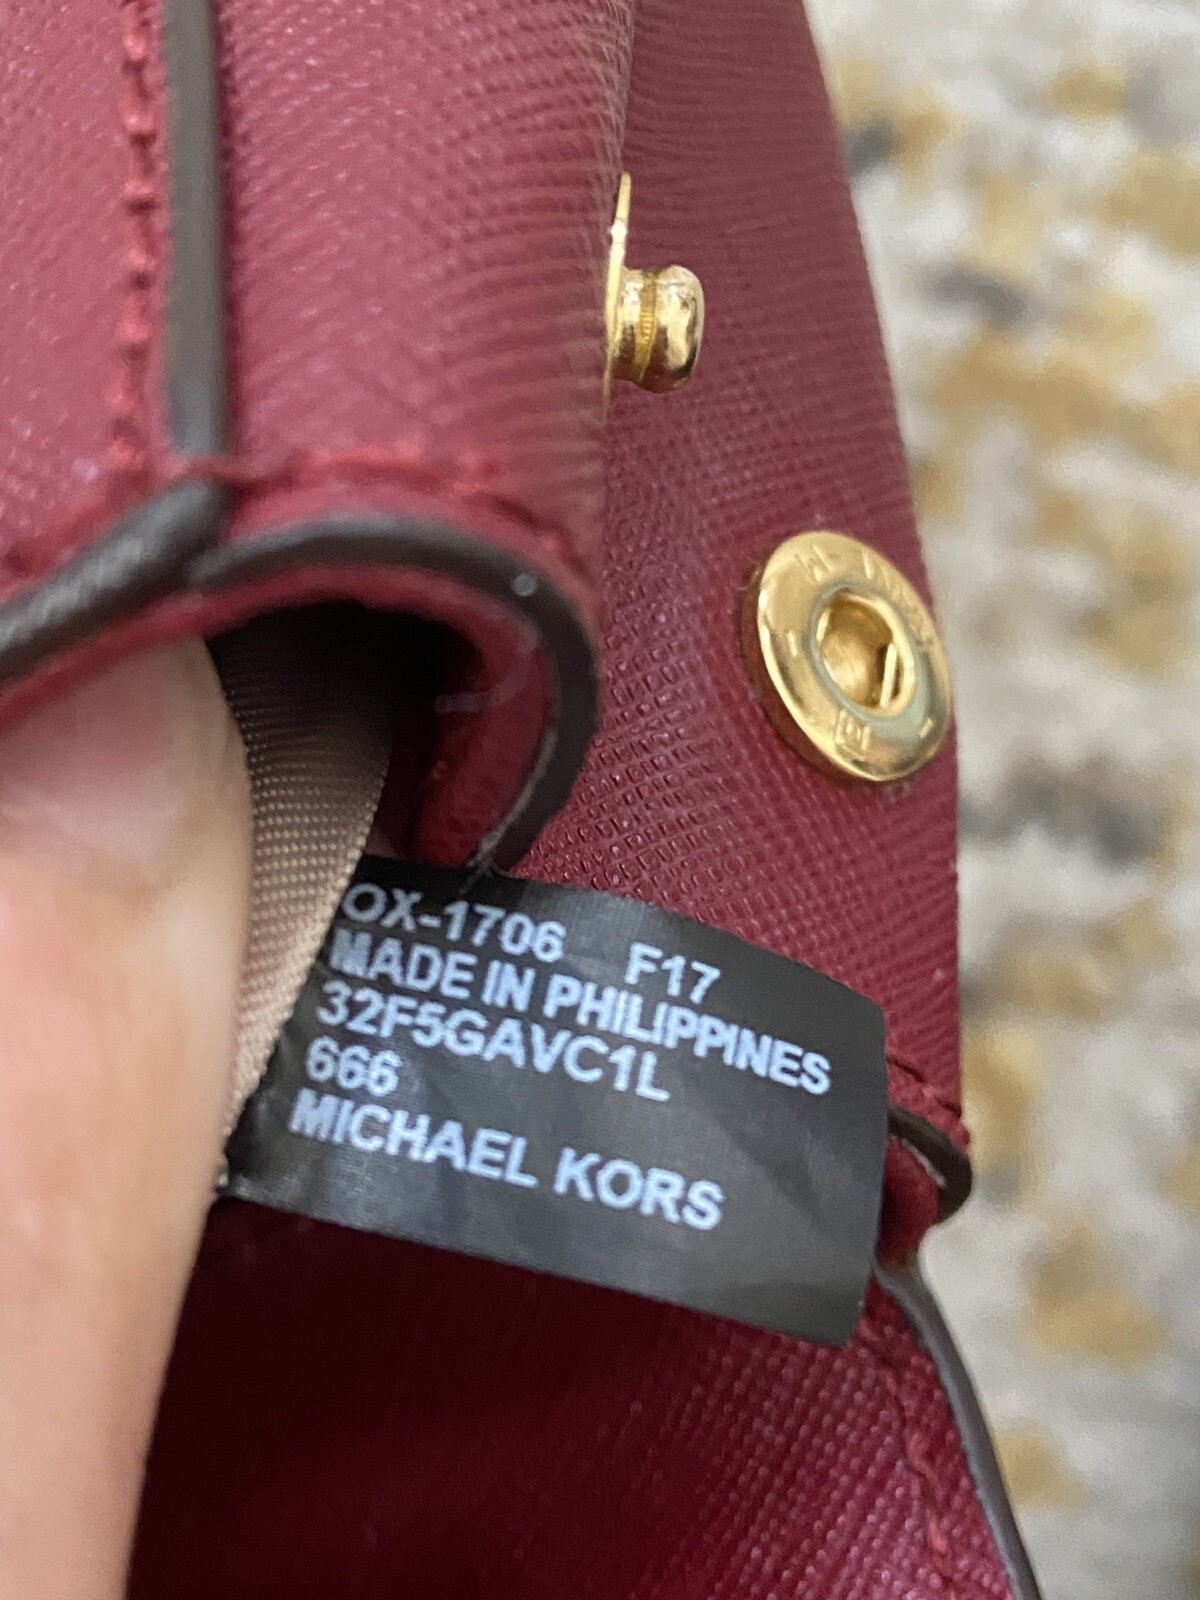 OX-1706 F17
MADE IN PHILIPPINES
32F5GAVC1L
666
MICHAEL KORS